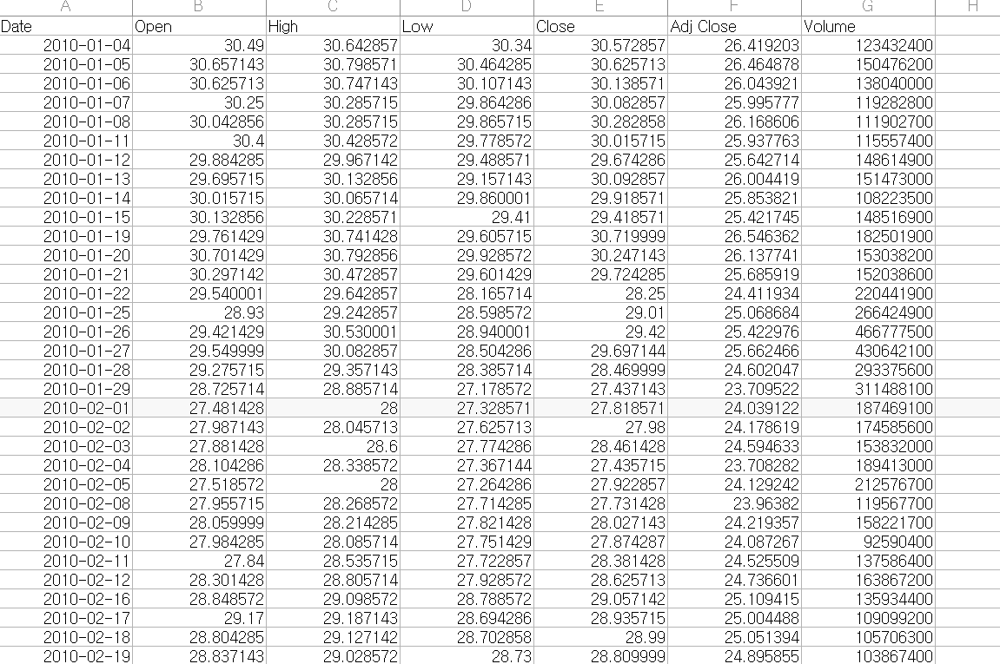 A B C D E F G H
Date Open High Low Close Adj Close Volume
2010-01-04 30.49 30.642857 30.34 30.572857 26.419203 123432400
2010-01-05 30.657143 30.798571 30.464285 30.625713 26.464878 150476200
2010-01-06 30.625713 30.747143 30.107143 30.138571 26.043921 138040000
2010-01-07 30.25 30.285715 29.864286 30.082857 25.995777 119282800
2010-01-08 30.042856 30.285715 29.865715 30.282858 26.168606 111902700
2010-01-11 30.4 30.428572 29.778572 30.015715 25.937763 115557400
2010-01-12 29.884285 29.967142 29.488571 29.674286 25.642714 148614900
2010-01-13 29.695715 30.132856 29.157143 30.092857 26.004419 151473000
2010-01-14 30.015715 30.065714 29.860001 29.918571 25.853821 108223500
2010-01-15 30.132856 30.228571 29.41 29.418571 25.421745 148516900
2010-01-19 29.761429 30.741428 29.605715 30.719999 26.546362 182501900
2010-01-20 30.701429 30.792856 29.928572 30.247143 26.137741 153038200
2010-01-21 30.297142 30.472857 29.601429 29.724285 25.685919 152038600
2010-01-22 29.540001 29.642857 28.165714 28.25 24.411934 220441900
2010-01-25 28.93 29.242857 28.598572 29.01 25.068684 266424900
2010-01-26 29.421429 30.530001 28.940001 29.42 25.422976 466777500
2010-01-27 29.549999 30.082857 28.504286 29.697144 25.662466 430642100
2010-01-28 29.275715 29.357143 28.385714 28.469999 24.602047 293375600
2010-01-29 28.725714 28.885714 27.178572 27.437143 23.709522 311488100
2010-02-01 27.481428 28 27.328571 27.818571 24.039122 187469100
2010-02-02 27.987143 28.045713 27.625713 27.98 24.178619 174585600
2010-02-03 27.881428 28.6 27.774286 28.461428 24.594633 153832000
2010-02-04 28.104286 28.338572 27.367144 27.435715 23.708282 189413000
2010-02-05 27.518572 28 27.264286 27.922857 24.129242 212576700
2010-02-08 27.955715 28.268572 27.714285 27.731428 23.96382 119567700
2010-02-09 28.059999 28.214285 27.821428 28.027143 24.219357 158221700
2010-02-10 27.984285 28.085714 27.751429 27.874287 24.087267 92590400
2010-02-11 27.84 28.535715 27.722857 28.381428 24.525509 137586400
2010-02-12 28.301428 28.805714 27.928572 28.625713 24.736601 163867200
2010-02-16 28.848572 29.098572 28.788572 29.057142 25.109415 135934400
2010-02-17 29.17 29.187143 28.694286 28.935715 25.004488 109099200
2010-02-18 28.804285 29.127142 28.702858 28.99 25.051394 105706300
2010-02-19 28.837143 29.028572 28.73 28.809999 24.895855 103867400